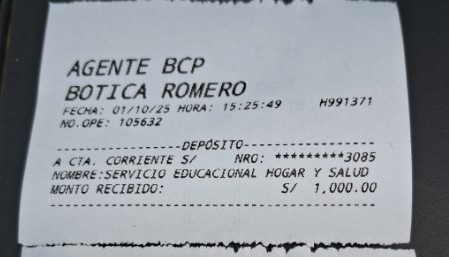 AGENTE BCP
BOTICA ROMERO
FECHA: 01/10/25 HORA: 15:25:49 H991371
NO.OPE: 105632
-----------------DEPÓSITO-----------------
A CTA. CORRIENTE S/ NRO: *********3085
NOMBRE:SERVICIO EDUCACIONAL HOGAR Y SALUD
MONTO RECIBIDO: S/ 1,000.00